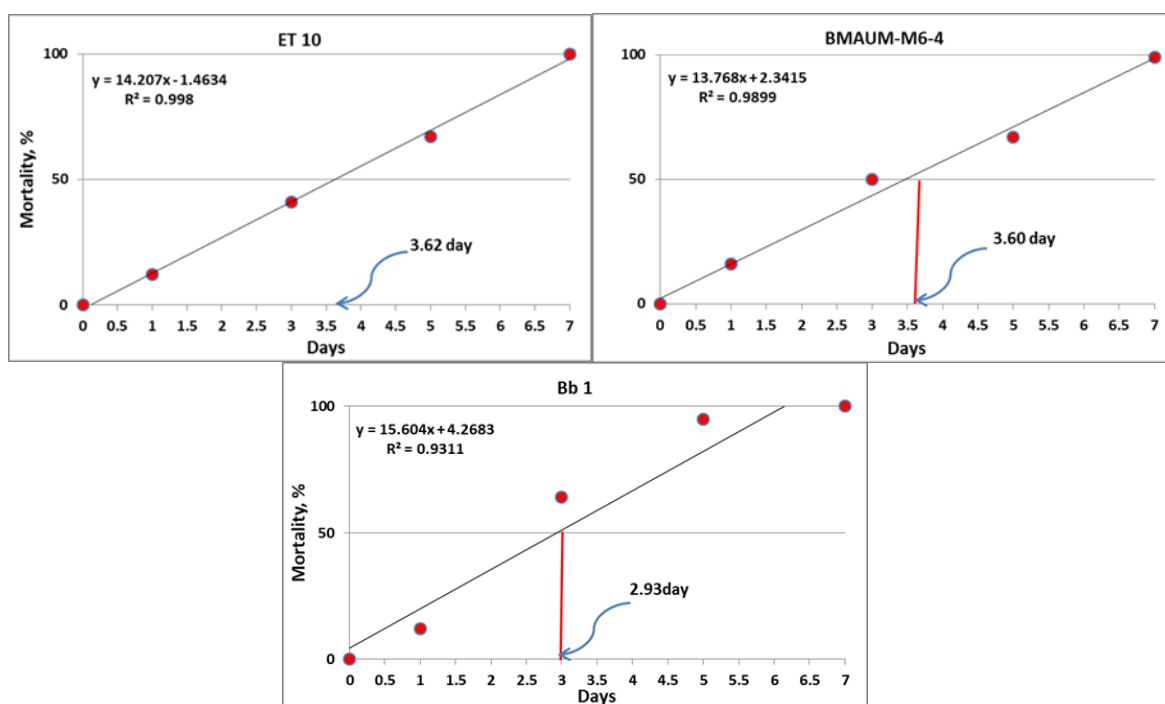 ET 10
y = 14.207x - 1.4634
R² = 0.998
Mortality, %
100
50
0
3.62 day
0 0.5 1 1.5 2 2.5 3 3.5 4 4.5 5 5.5 6 6.5 7
Days
BMAUM-M6-4
y = 13.768x + 2.3415
R² = 0.9899
100
50
0
3.60 day
0 0.5 1 1.5 2 2.5 3 3.5 4 4.5 5 5.5 6 6.5 7
Days
Bb 1
y = 15.604x + 4.2683
R² = 0.9311
Mortality, %
100
50
0
2.93day
0 0.5 1 1.5 2 2.5 3 3.5 4 4.5 5 5.5 6 6.5 7
Days